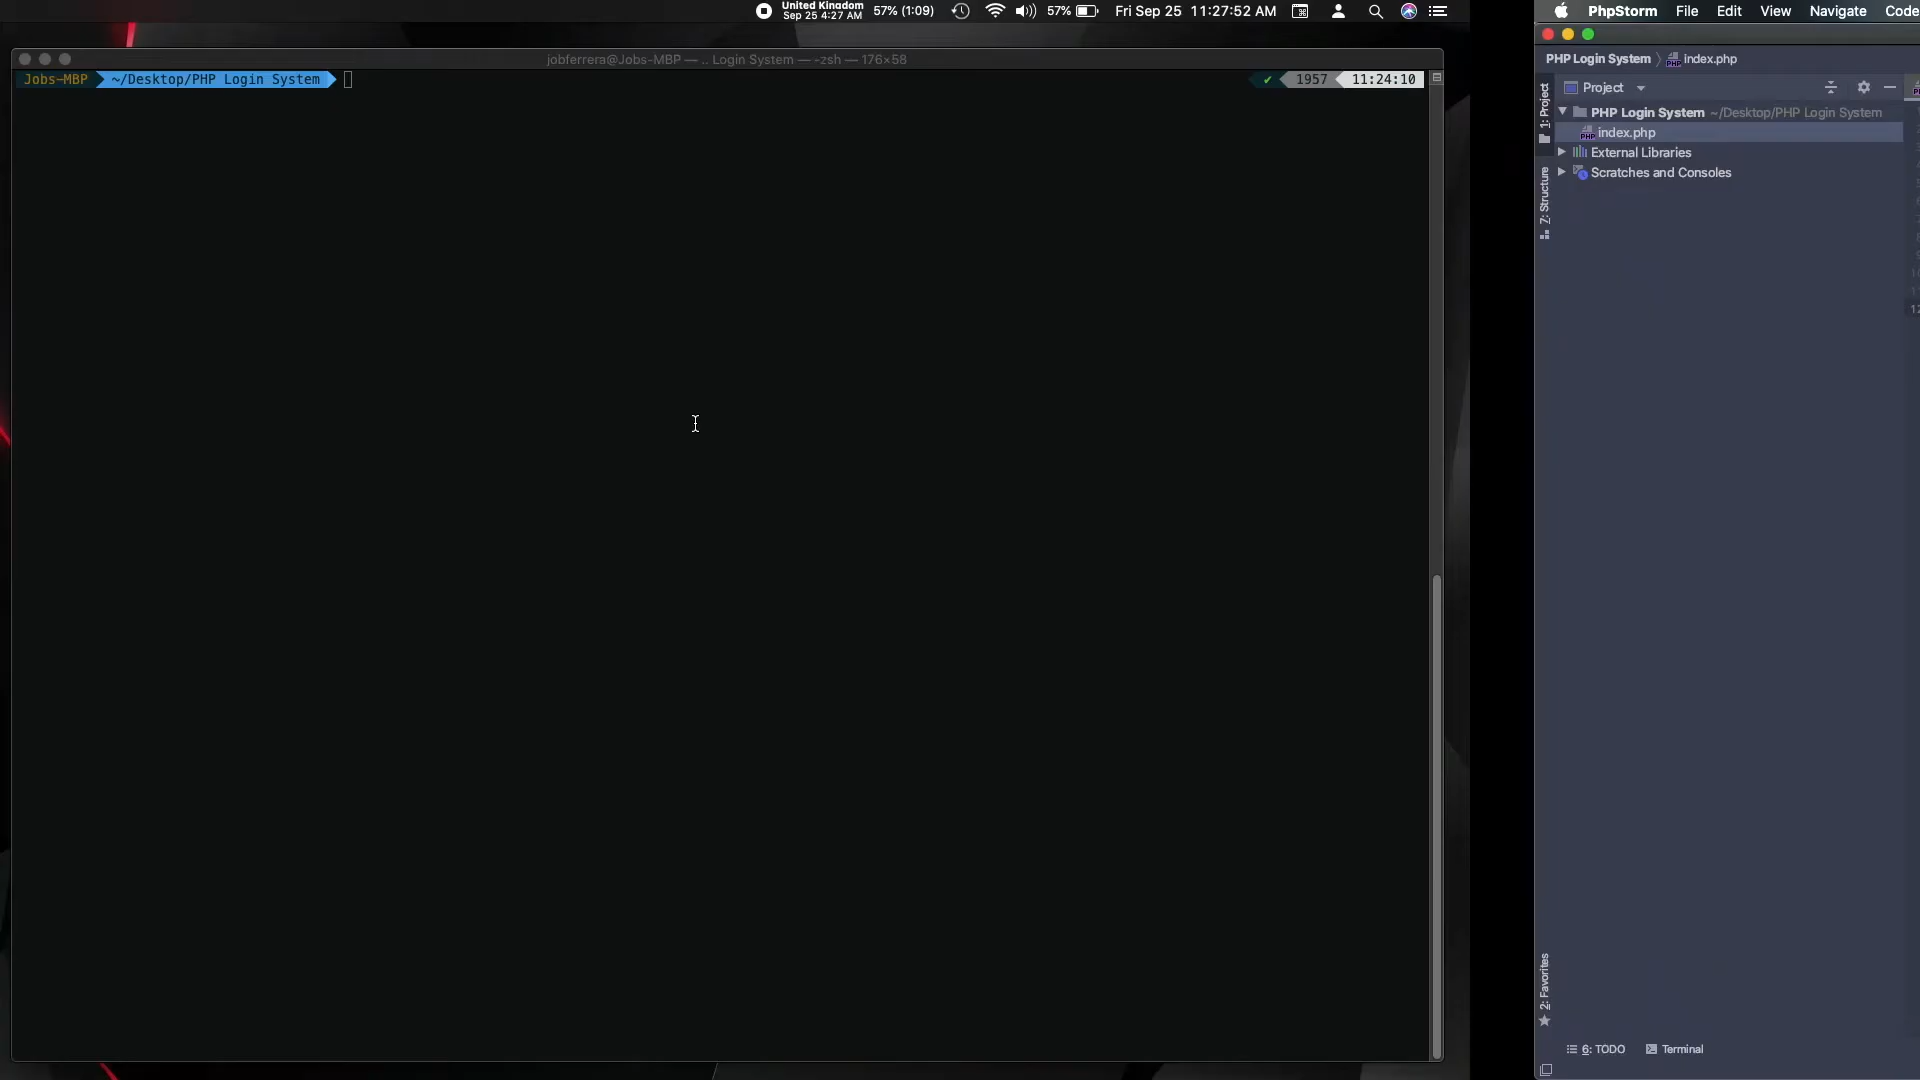 United Kingdom
Sep 25 4:27 AM
57% (1:09)
57%
Fri Sep 25 11:27:52 AM
jobferrera@Jobs-MBP — .. Login System — -zsh — 176×58
Jobs-MBP ~/Desktop/PHP Login System
✓ 1957 11:24:10
PhpStorm File Edit View Navigate Code
PHP Login System index.php
Project
1: Project
PHP Login System ~/Desktop/PHP Login System
index.php
External Libraries
Scratches and Consoles
7: Structure
2: Favorites
6: TODO Terminal